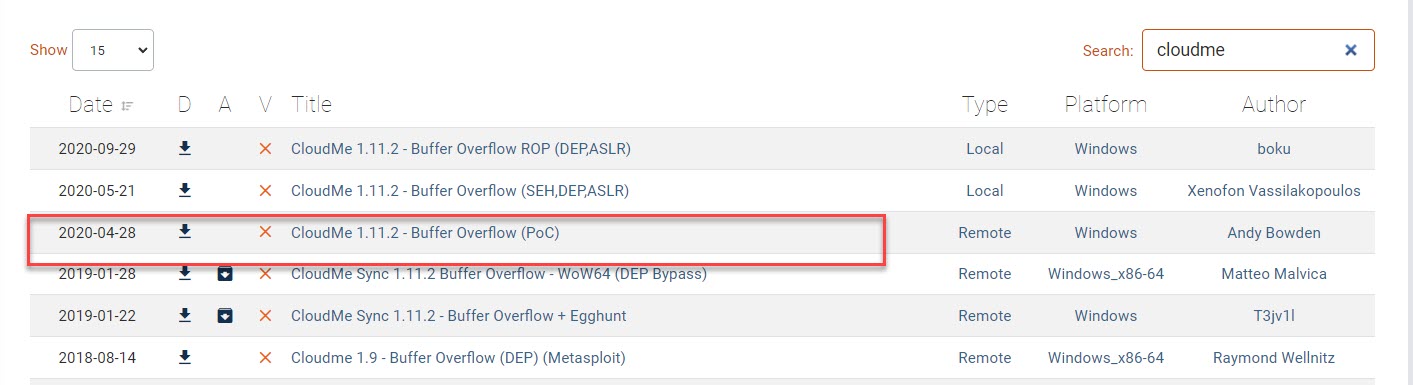 Show 15 Search: cloudme
Date D A V Title Type Platform Author
2020-09-29 CloudMe 1.11.2 - Buffer Overflow ROP (DEP,ASLR) Local Windows boku
2020-05-21 CloudMe 1.11.2 - Buffer Overflow (SEH,DEP,ASLR) Local Windows Xenofon Vassilakopoulos
2020-04-28 CloudMe 1.11.2 - Buffer Overflow (PoC) Remote Windows Andy Bowden
2019-01-28 CloudMe Sync 1.11.2 Buffer Overflow - WoW64 (DEP Bypass) Remote Windows_x86-64 Matteo Malvica
2019-01-22 CloudMe Sync 1.11.2 - Buffer Overflow + Egghunt Remote Windows T3jv1l
2018-08-14 Cloudme 1.9 - Buffer Overflow (DEP) (Metasploit) Remote Windows_x86-64 Raymond Wellnitz